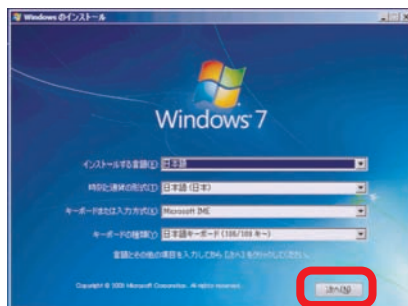 Windows のインストール
Windows 7
インストールする言語(E) 日本語
時刻と通貨の形式(T) 日本語 (日本)
キーボードまたは入力方式(K) Microsoft IME
キーボードの種類(Y) 日本語キーボード (106/109 キー)
言語とその他の項目を入力してから [次へ] をクリックしてください。
Copyright © 2009 Microsoft Corporation. All rights reserved.
次へ(N)